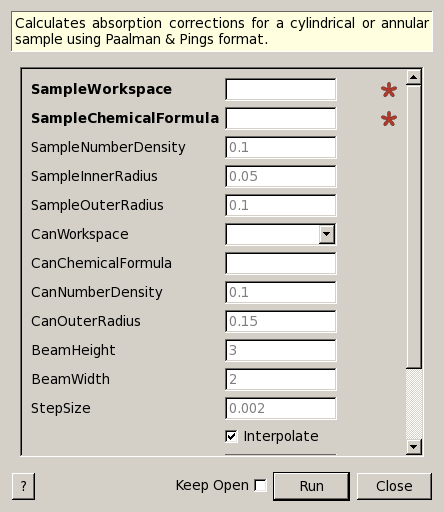 Calculates absorption corrections for a cylindrical or annular
sample using Paalman & Pings format.
SampleWorkspace
SampleChemicalFormula
SampleNumberDensity 0.1
SampleInnerRadius 0.05
SampleOuterRadius 0.1
CanWorkspace
CanChemicalFormula
CanNumberDensity 0.1
CanOuterRadius 0.15
BeamHeight 3
BeamWidth 2
StepSize 0.002
Interpolate
? Keep Open Run Close